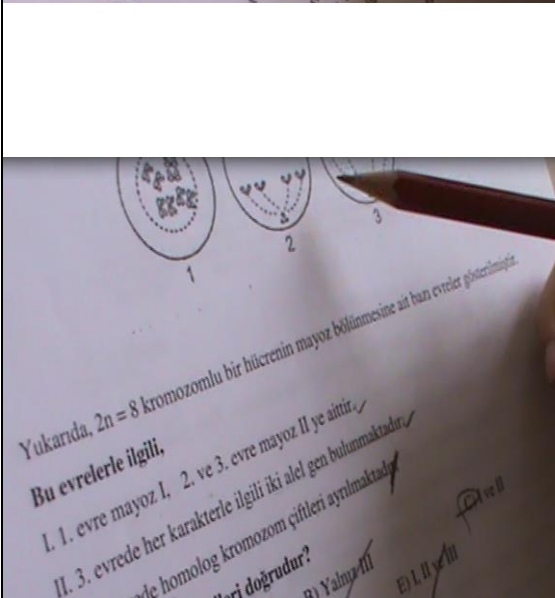 1
2
3
Yukarıda, 2n = 8 kromozomlu bir hücrenin mayoz bölünmesine ait bazı evreler gösterilmiştir.
Bu evrelerle ilgili,
I. 1. evre mayoz I, 2. ve 3. evre mayoz II ye aittir.
II. 3. evrede her karakterle ilgili iki alel gen bulunmaktadır.
homolog kromozom çiftleri ayrılmaktadır
doğrudur?
B) Yalnız III
C) I ve II
E) I, II ve III